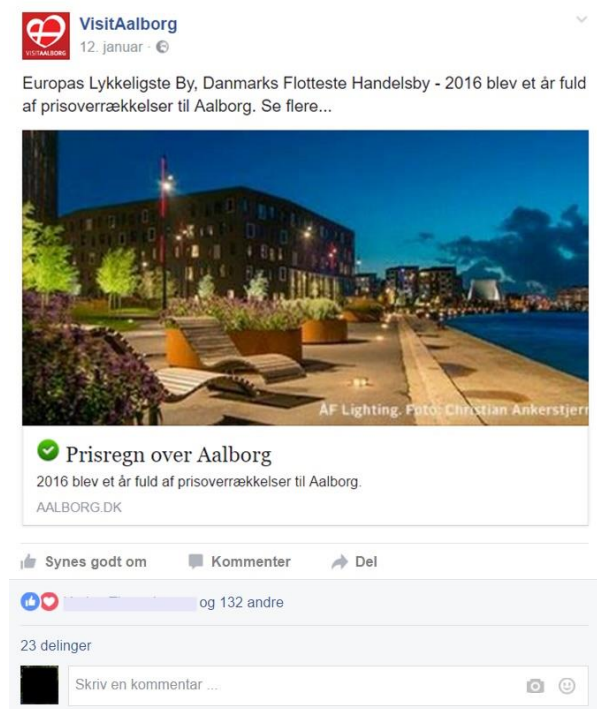 VisitAalborg
VISITAALBORG
12. januar ·
Europas Lykkeligste By, Danmarks Flotteste Handelsby - 2016 blev et år fuld
af prisoverrækkelser til Aalborg. Se flere...
ÅF Lighting. Foto: Christian Ankerstjern
Prisregn over Aalborg
2016 blev et år fuld af prisoverrækkelser til Aalborg.
AALBORG.DK
Synes godt om Kommenter Del
og 132 andre
23 delinger
Skriv en kommentar ...